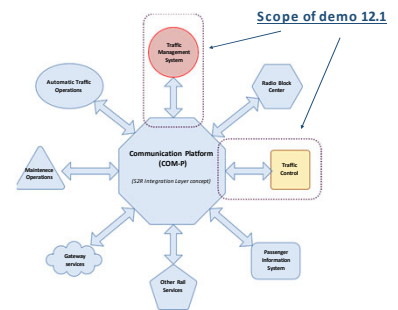 Scope of demo 12.1
Traffic
Management
System
Automatic Traffic
Operations
Radio Block
Center
Communication Platform
(COM-P)
(S2R Integration Layer concept)
Maintenece
Operations
Traffic
Control
Gateway
services
Passenger
Information
System
Other Rail
Services